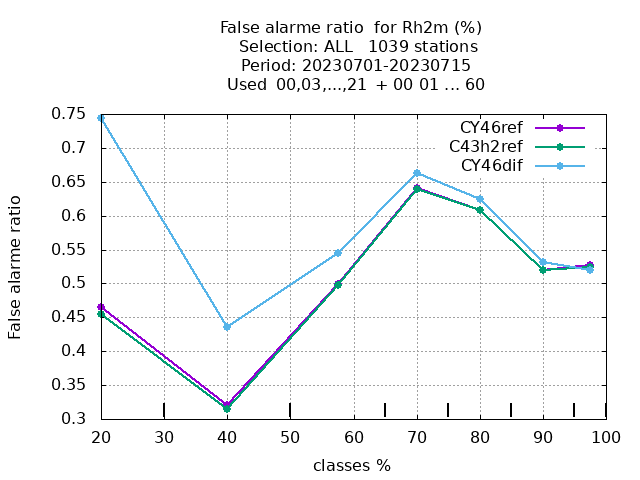 False alarme ratio  for Rh2m (%)
Selection: ALL   1039 stations
Period: 20230701-20230715
Used  00,03,...,21  + 00 01 ... 60
CY46ref
C43h2ref
CY46dif
0.75
0.7
0.65
0.6
0.55
0.5
0.45
0.4
0.35
0.3
False alarme ratio
20 30 40 50 60 70 80 90 100
classes %